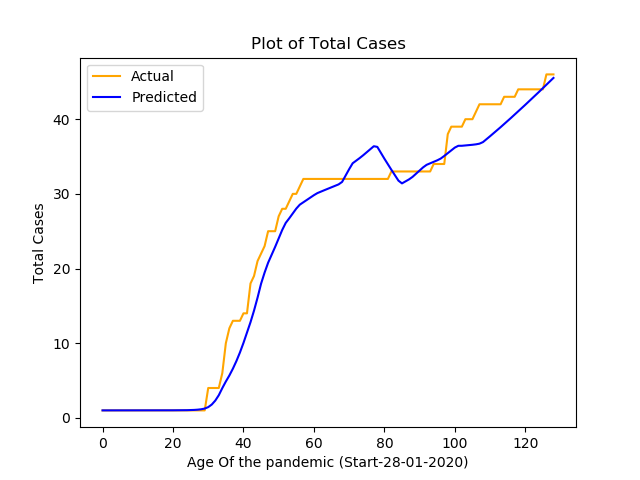 Plot of Total Cases
Actual
Predicted
Total Cases
40
30
20
10
0
0 20 40 60 80 100 120
Age Of the pandemic (Start-28-01-2020)